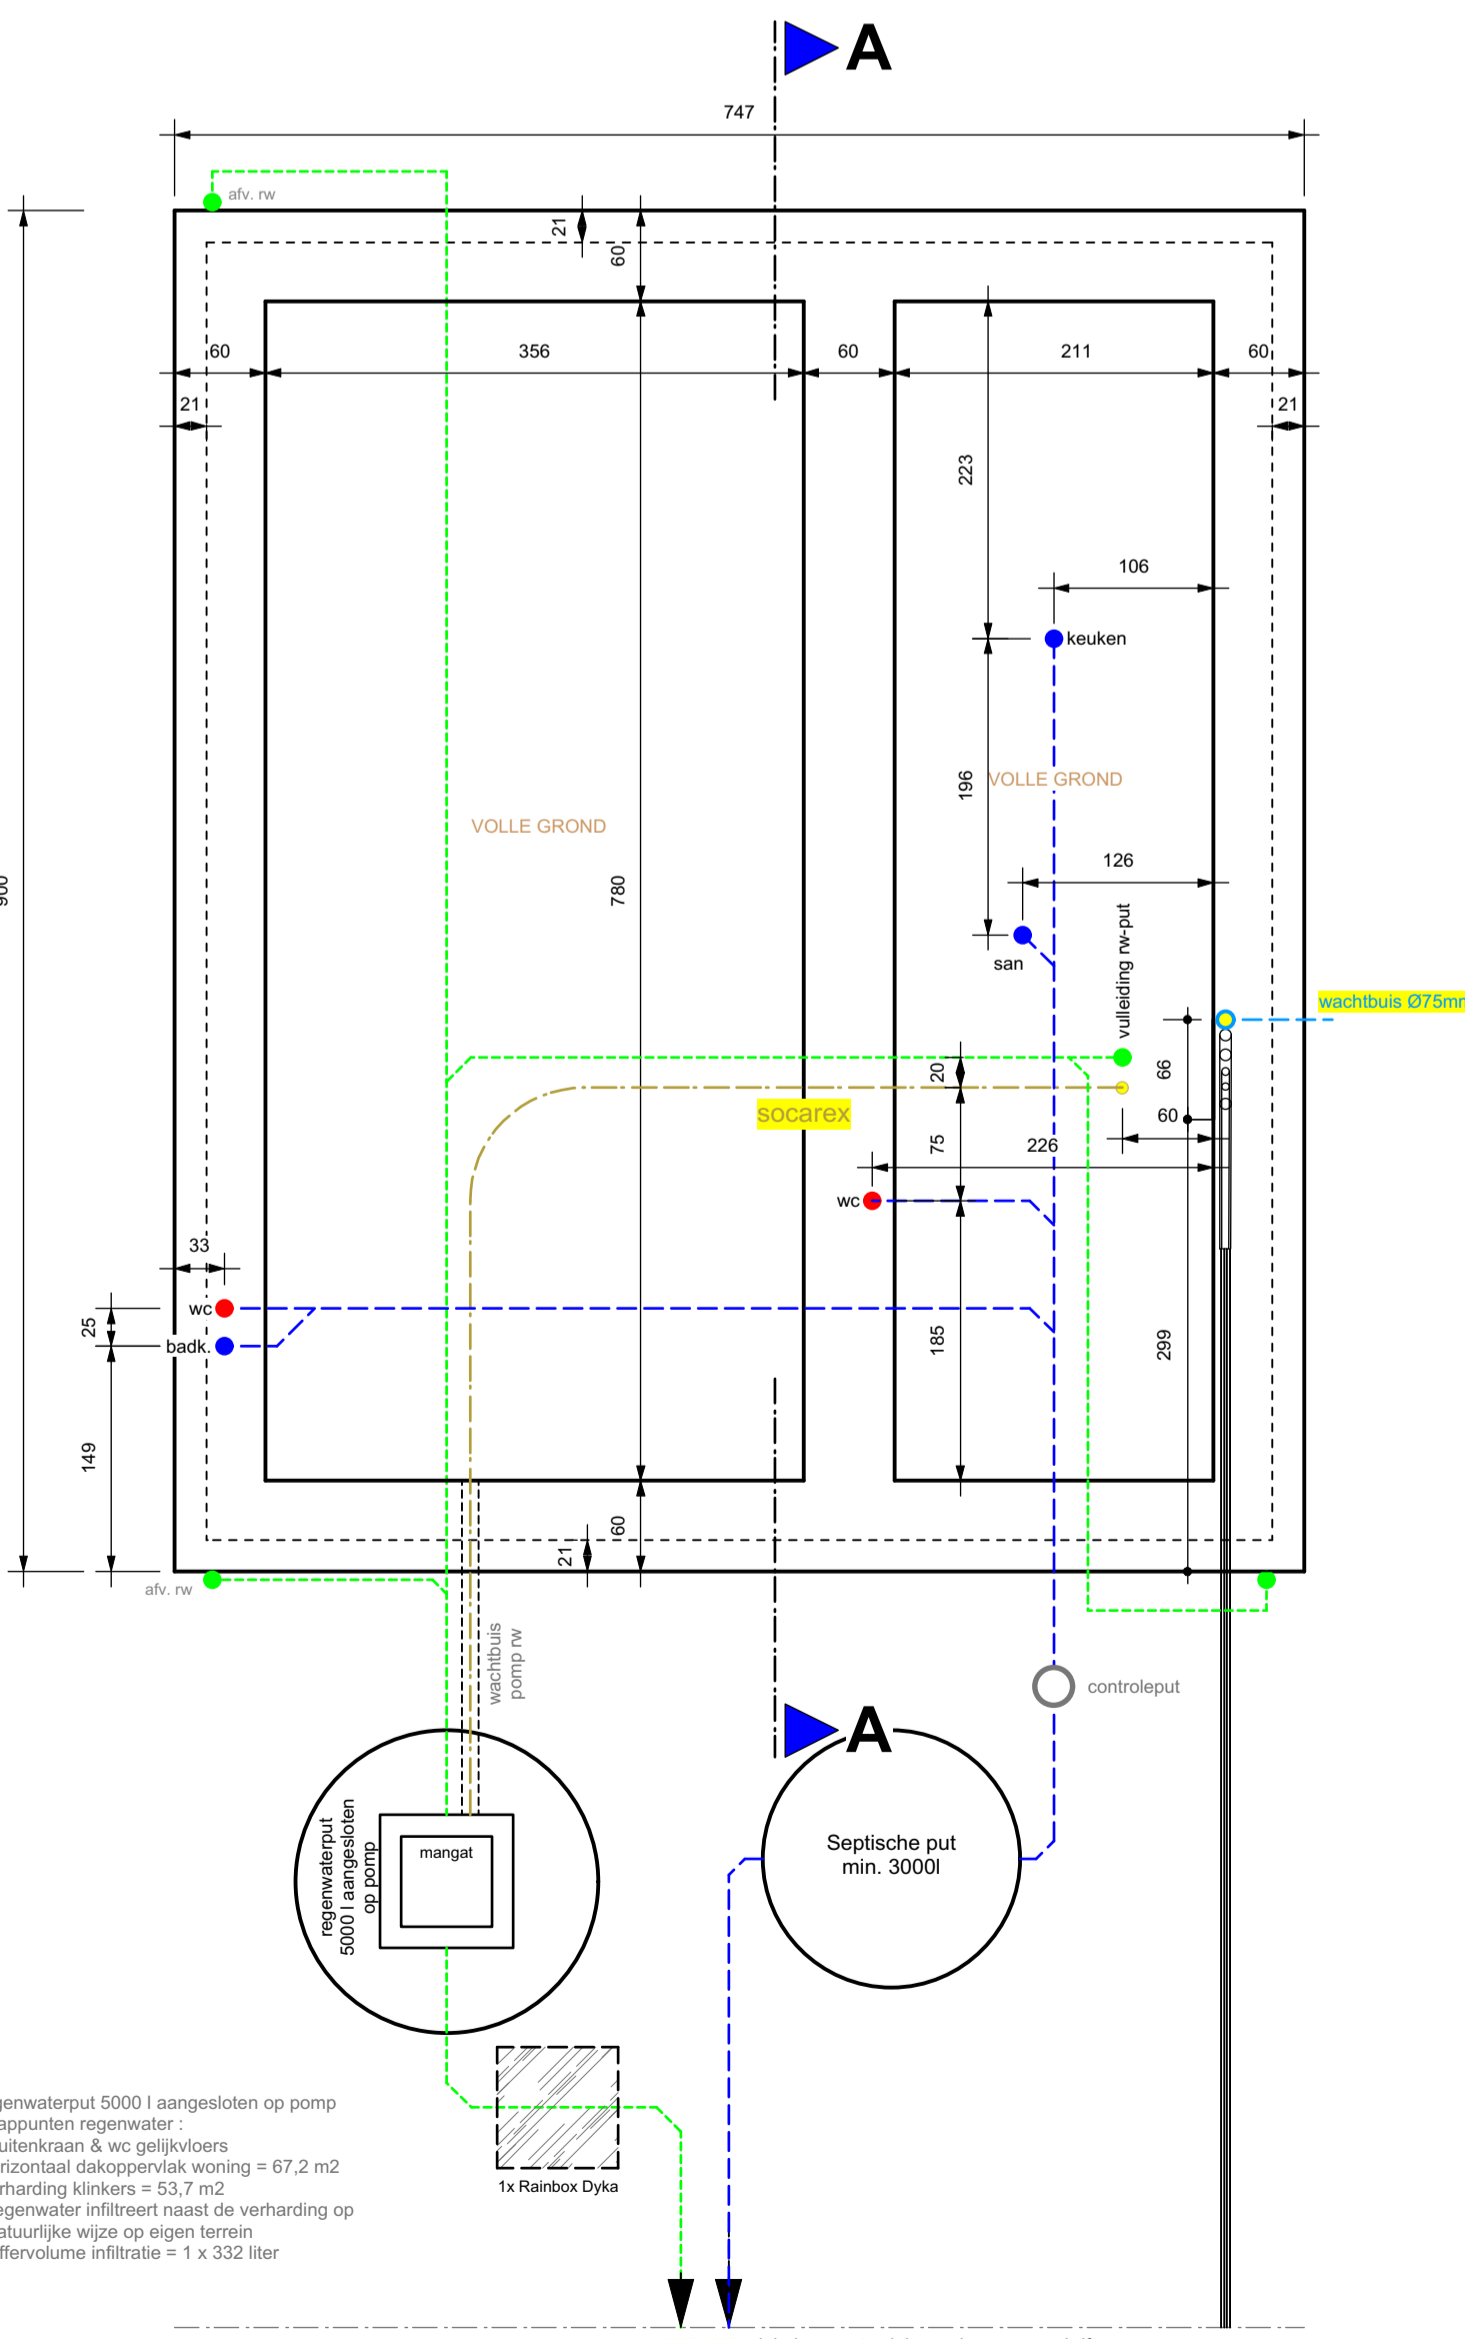 A
747
afv. rw
21
60
60
356
60
211
60
21
21
223
106
keuken
196
VOLLE GROND
VOLLE GROND
900
780
126
san
vulleiding rw-put
wachtbuis Ø75mm
20
66
socarex
60
75
226
wc
33
wc
25
badk.
185
299
149
60
21
afv. rw
wachtbuis
pomp rw
controleput
A
regenwaterput
5000 l aangesloten
op pomp
mangat
Septische put
min. 3000l
genwaterput 5000 l aangesloten op pomp
appunten regenwater :
uitenkraan & wc gelijkvloers
rizontaal dakoppervlak woning = 67,2 m2
rharding klinkers = 53,7 m2
egenwater infiltreert naast de verharding op
atuurlijke wijze op eigen terrein
ffervolume infiltratie = 1 x 332 liter
1x Rainbox Dyka